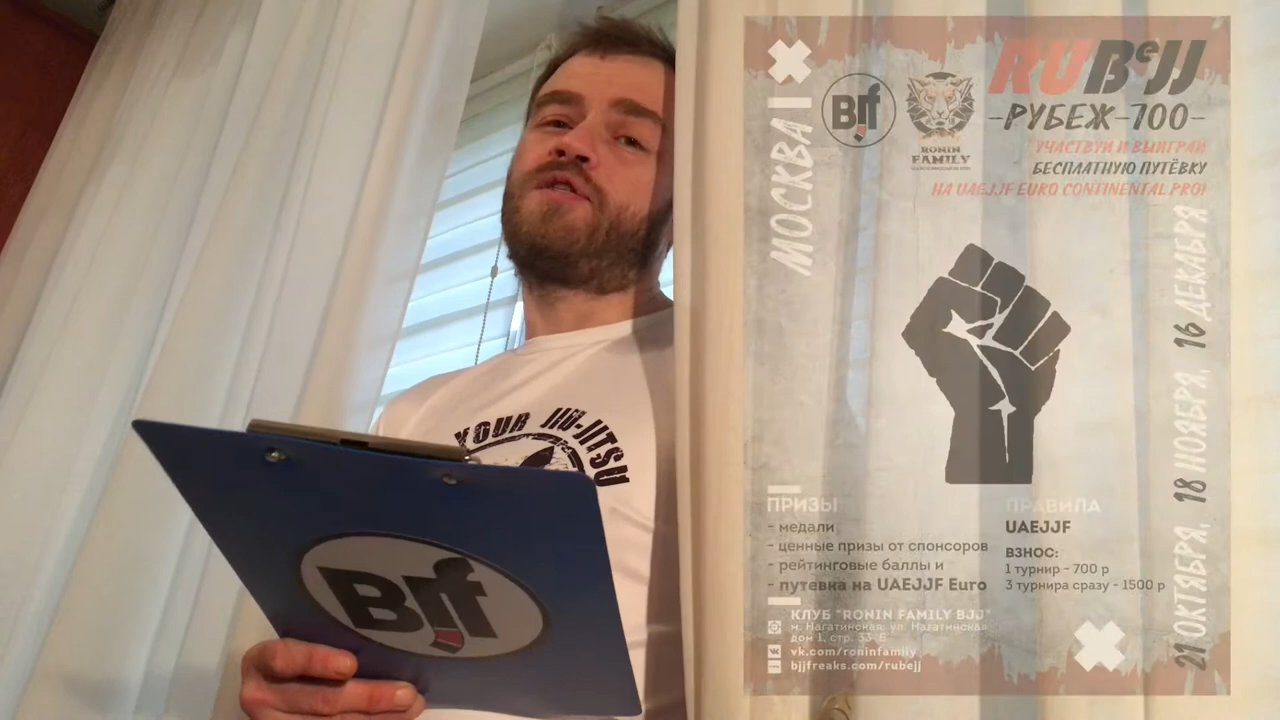 YOUR JIU-JITSU
BJJf
МОСКВА
BJJf
RONIN
FAMILY
RUBeJJ
-РУБЕЖ-700-
УЧАСТВУЙ И ВЫИГРАЙ
БЕСПЛАТНУЮ ПУТЁВКУ
НА UAEJJF EURO CONTINENTAL PRO!
21 ОКТЯБРЯ, 18 НОЯБРЯ, 16 ДЕКАБРЯ
ПРИЗЫ
- медали
- ценные призы от спонсоров
- рейтинговые баллы и
- путевка на UAEJJF Euro
ПРАВИЛА
UAEJJF
ВЗНОС:
1 турнир - 700 р
3 турнира сразу - 1500 р
КЛУБ "RONIN FAMILY BJJ"
м. Нагатинская, ул. Нагатинская
дом 1, стр. 33
vk.com/roninfamily
bjjfreaks.com/rubejj